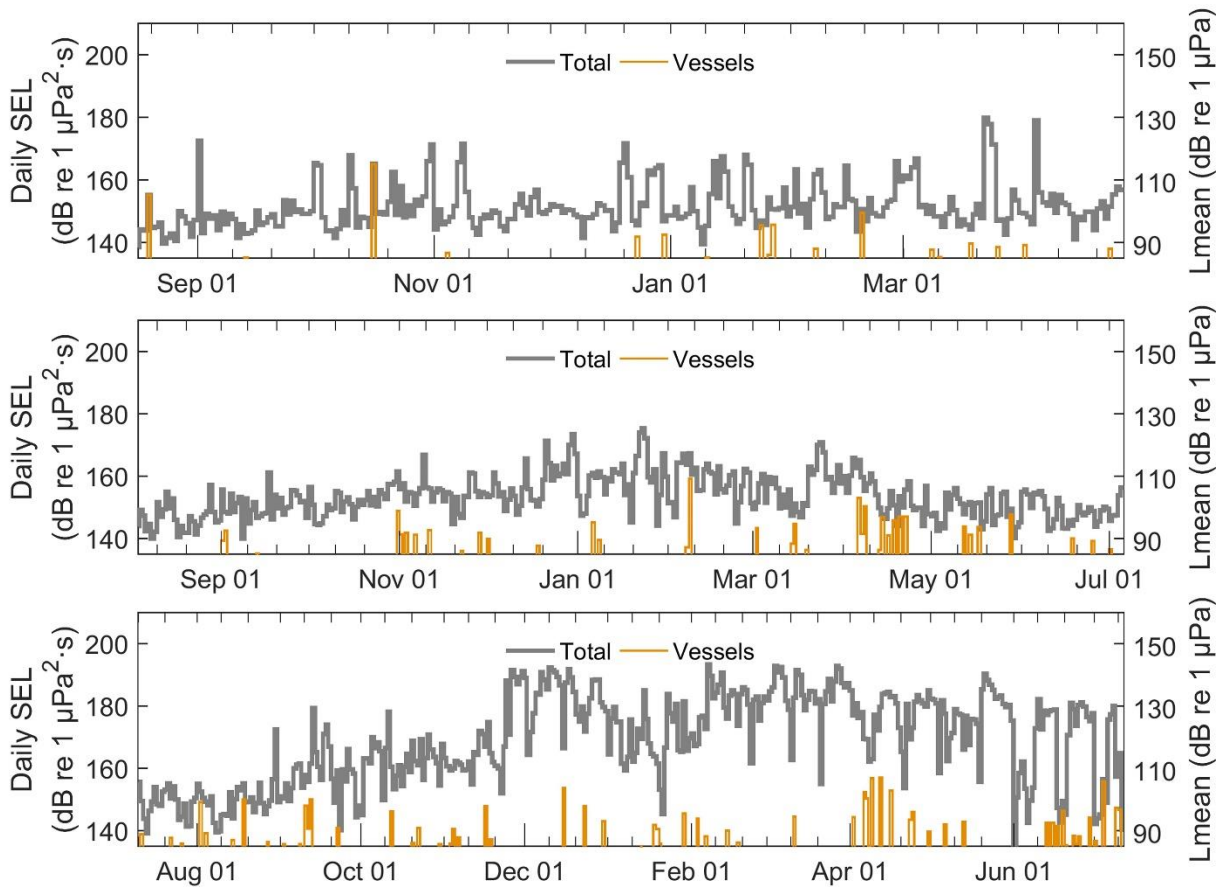 Daily SEL
(dB re 1 µPa²·s)
200
180
160
140
Total
Vessels
150
130
110
90
Lmean (dB re 1 µPa)
Sep 01
Nov 01
Jan 01
Mar 01
Daily SEL
(dB re 1 µPa²·s)
200
180
160
140
Total
Vessels
150
130
110
90
Lmean (dB re 1 µPa)
Sep 01
Nov 01
Jan 01
Mar 01
May 01
Jul 01
Daily SEL
(dB re 1 µPa²·s)
200
180
160
140
Total
Vessels
150
130
110
90
Lmean (dB re 1 µPa)
Aug 01
Oct 01
Dec 01
Feb 01
Apr 01
Jun 01